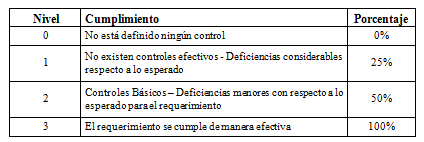 Nivel Cumplimiento Porcentaje
0 No está definido ningún control 0%
No existen controles efectivos - Deficiencias considerables
1 25%
respecto a lo esperado
Controles Básicos – Deficiencias menores con respecto a lo
2 50%
esperado para el requerimiento
3 El requerimiento se cumple de manera efectiva 100%